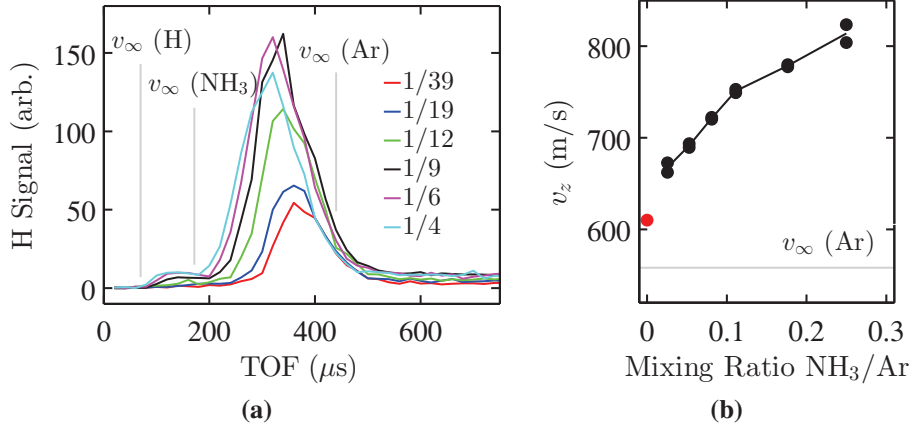 (a)
H Signal (arb.)
150
100
50
0
v∞ (H)
v∞ (NH₃)
v∞ (Ar)
1/39
1/19
1/12
1/9
1/6
1/4
0 200 400 600
TOF (μs)
(a)
(b)
v_z (m/s)
800
700
600
v∞ (Ar)
0 0.1 0.2 0.3
Mixing Ratio NH₃/Ar
(b)